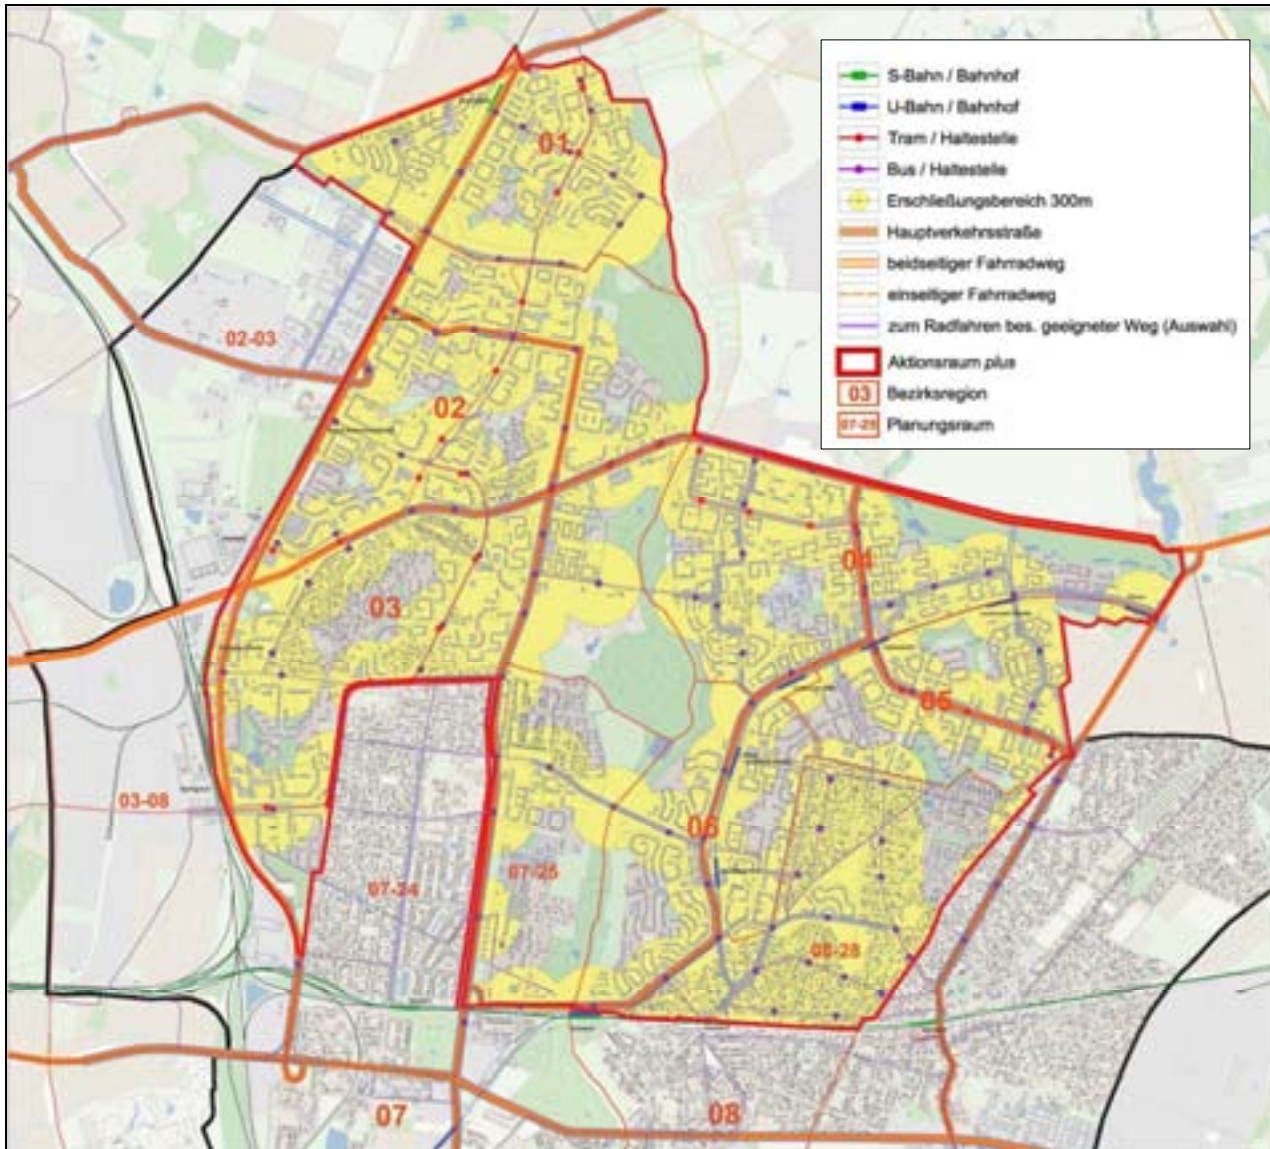 S-Bahn / Bahnhof
U-Bahn / Bahnhof
Tram / Haltestelle
Bus / Haltestelle
Erschließungsbereich 300m
Hauptverkehrsstraße
beidseitiger Fahrradweg
einseitiger Fahrradweg
zum Radfahren bes. geeigneter Weg (Auswahl)
Aktionsraum plus
03 Bezirksregion
07-25 Planungsraum
01
02-03
02
04
03
05
03-08
06
07-24
07-25
08-28
07
08